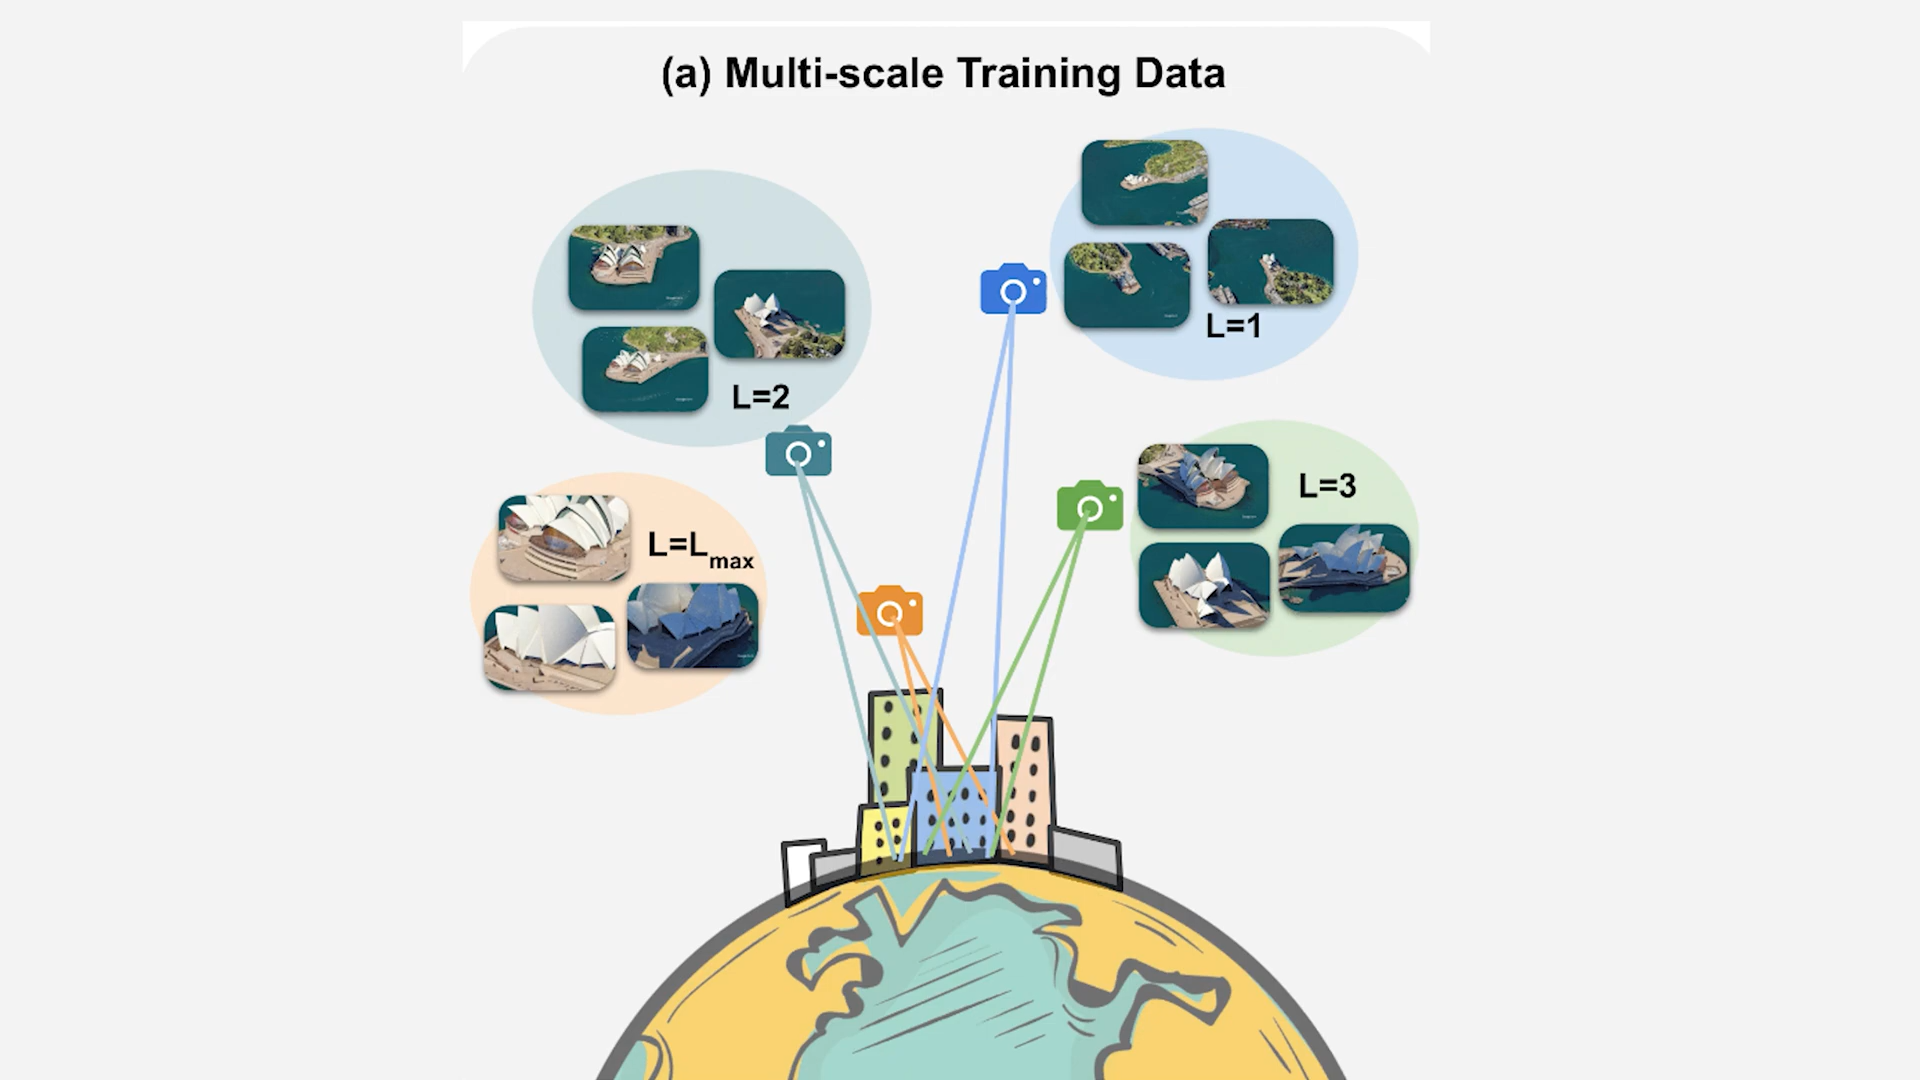 (a) Multi-scale Training Data
L=1
L=2
L=3
L=Lmax